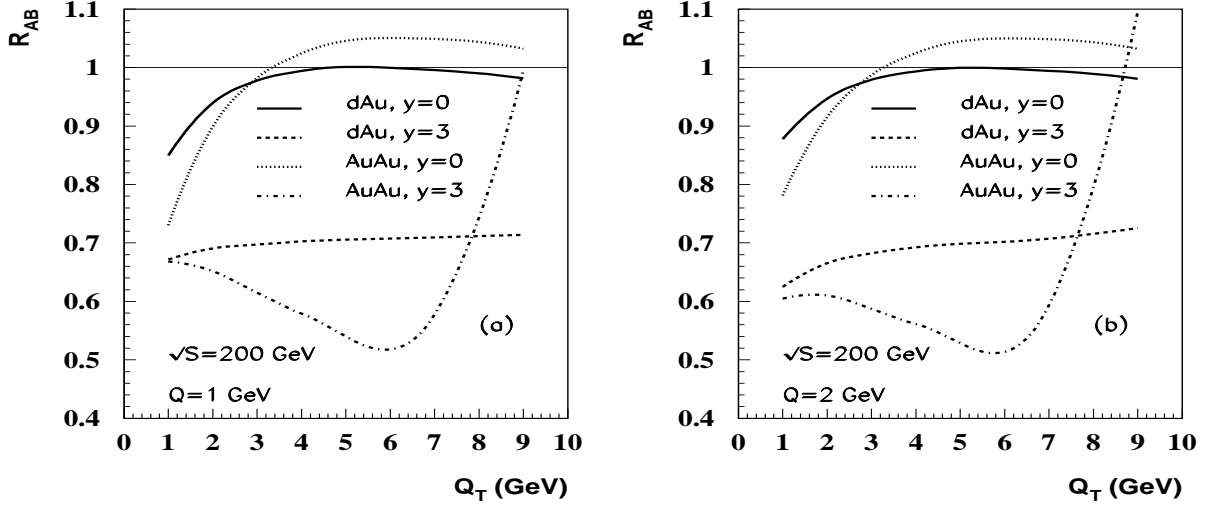 R_AB
1.1
1
0.9
0.8
0.7
0.6
0.5
0.4
dAu, y=0
dAu, y=3
AuAu, y=0
AuAu, y=3
(a)
√S=200 GeV
Q=1 GeV
0 1 2 3 4 5 6 7 8 9 10
Q_T (GeV)
R_AB
1.1
1
0.9
0.8
0.7
0.6
0.5
0.4
dAu, y=0
dAu, y=3
AuAu, y=0
AuAu, y=3
(b)
√S=200 GeV
Q=2 GeV
0 1 2 3 4 5 6 7 8 9 10
Q_T (GeV)